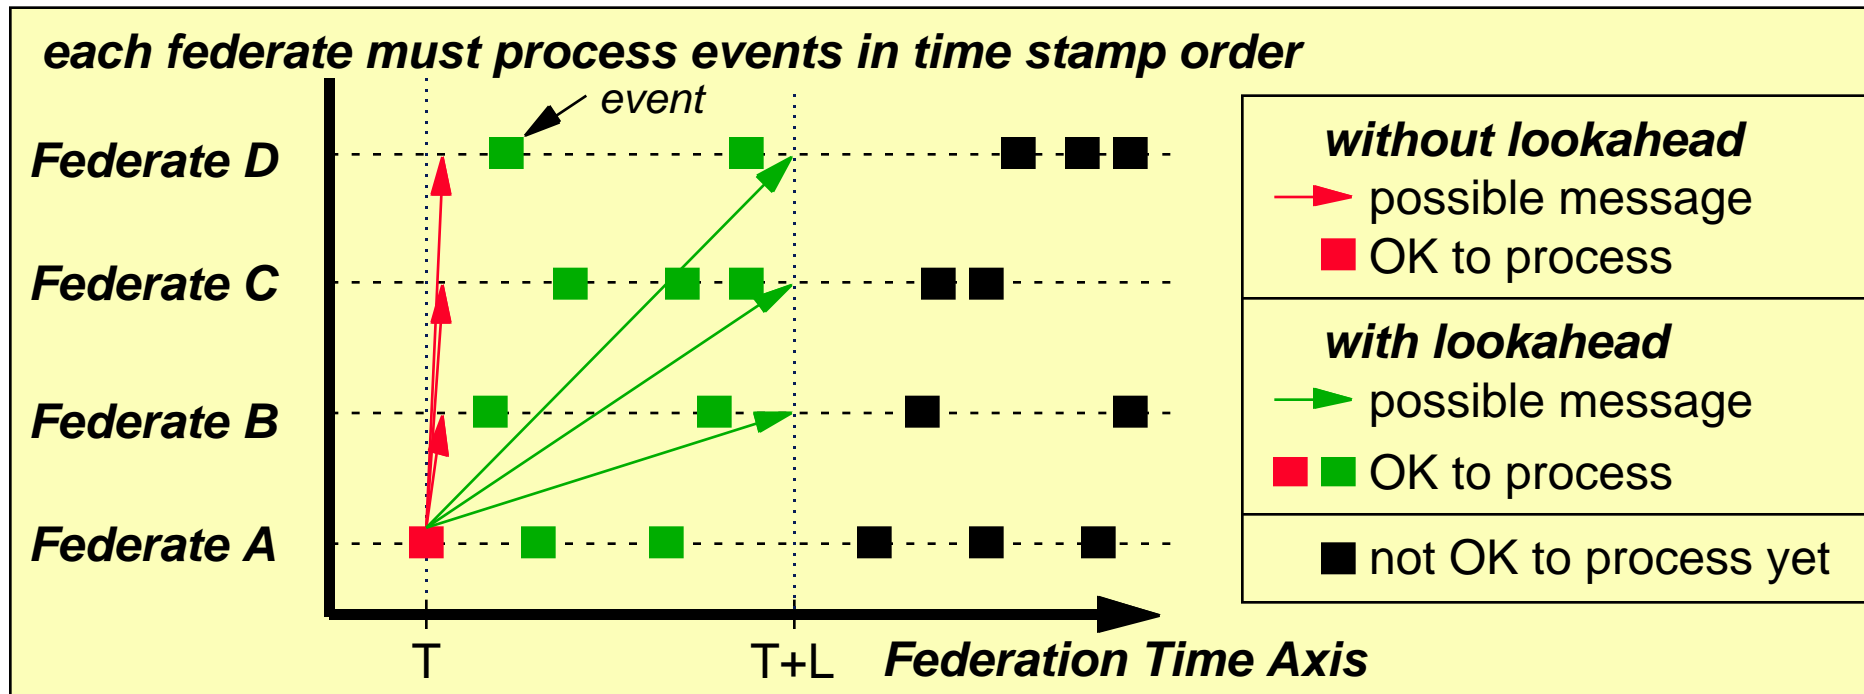 each federate must process events in time stamp order
event
Federate D
Federate C
Federate B
Federate A
T
T+L
Federation Time Axis
without lookahead
possible message
OK to process
with lookahead
possible message
OK to process
not OK to process yet